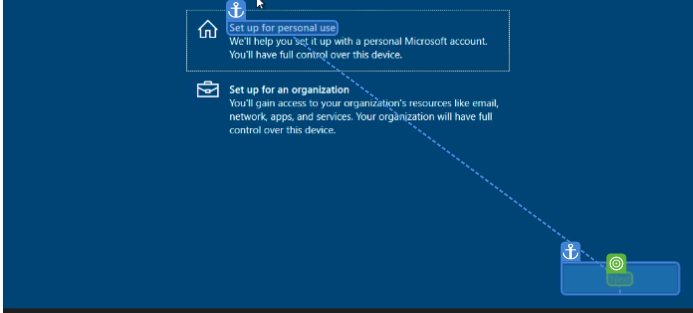 Set up for personal use
We'll help you set it up with a personal Microsoft account.
You'll have full control over this device.
Set up for an organization
You'll gain access to your organization's resources like email,
network, apps, and services. Your organization will have full
control over this device.